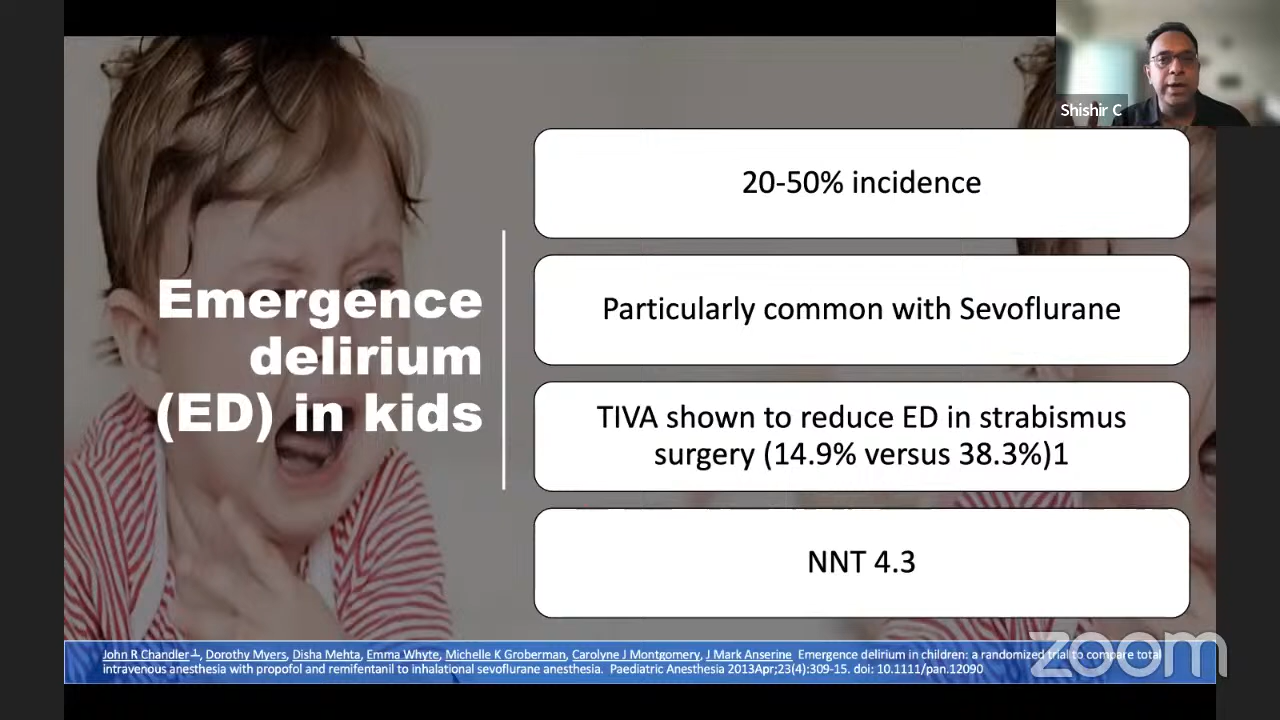 Shishir C
Emergence
delirium
(ED) in kids
20-50% incidence
Particularly common with Sevoflurane
TIVA shown to reduce ED in strabismus
surgery (14.9% versus 38.3%)1
NNT 4.3
John R Chandler 1, Dorothy Myers, Disha Mehta, Emma Whyte, Michelle K Groberman, Carolyne J Montgomery, J Mark Anserine Emergence delirium in children: a randomized trial to compare total
intravenous anesthesia with propofol and remifentanil to inhalational sevoflurane anesthesia. Paediatric Anesthesia 2013Apr;23(4):309-15. doi: 10.1111/pan.12090
zoom